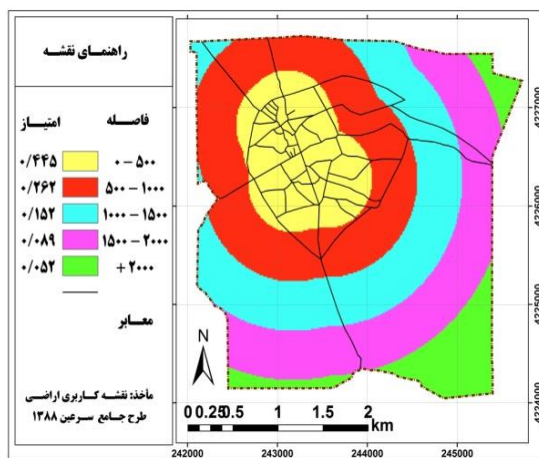 راهنمای نقشه
فاصله امتیاز
۰ – ۵۰۰ ۰/۴۴۵
۵۰۰ – ۱۰۰۰ ۰/۲۶۲
۱۰۰۰ – ۱۵۰۰ ۰/۱۵۲
۱۵۰۰ – ۲۰۰۰ ۰/۰۸۹
+ ۲۰۰۰ ۰/۰۵۲
معابر
N
مأخذ: نقشه کاربری اراضی
طرح جامع سرعین ۱۳۸۸
0 0.25 0.5 1 1.5 2
km
242000 243000 244000 245000
4227000
4226000
4225000
4224000